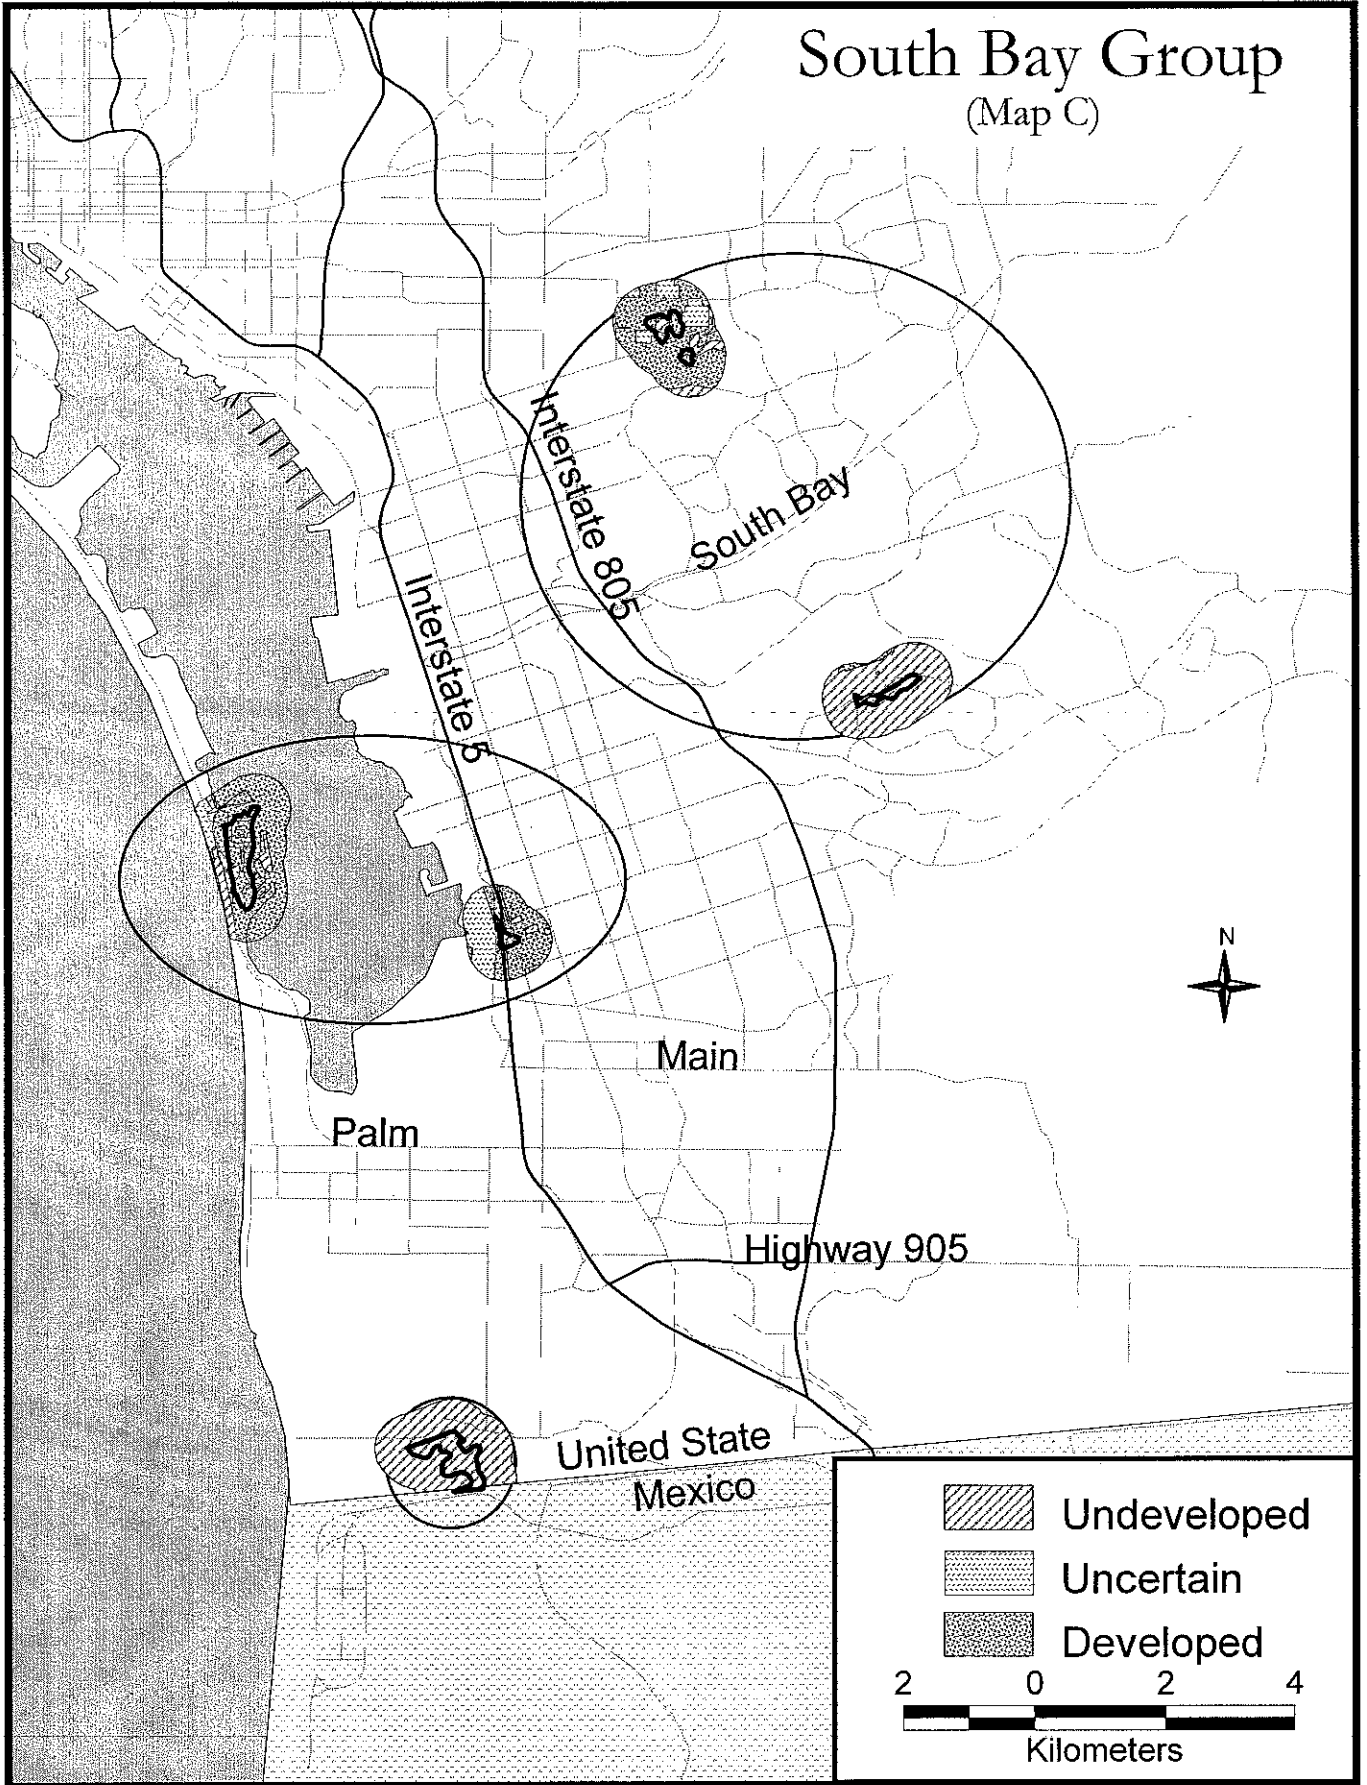 South Bay Group
(Map C)
Interstate 805
South Bay
Interstate 5
N
Main
Palm
Highway 905
United State
Mexico
Undeveloped
Uncertain
Developed
2 0 2 4
Kilometers